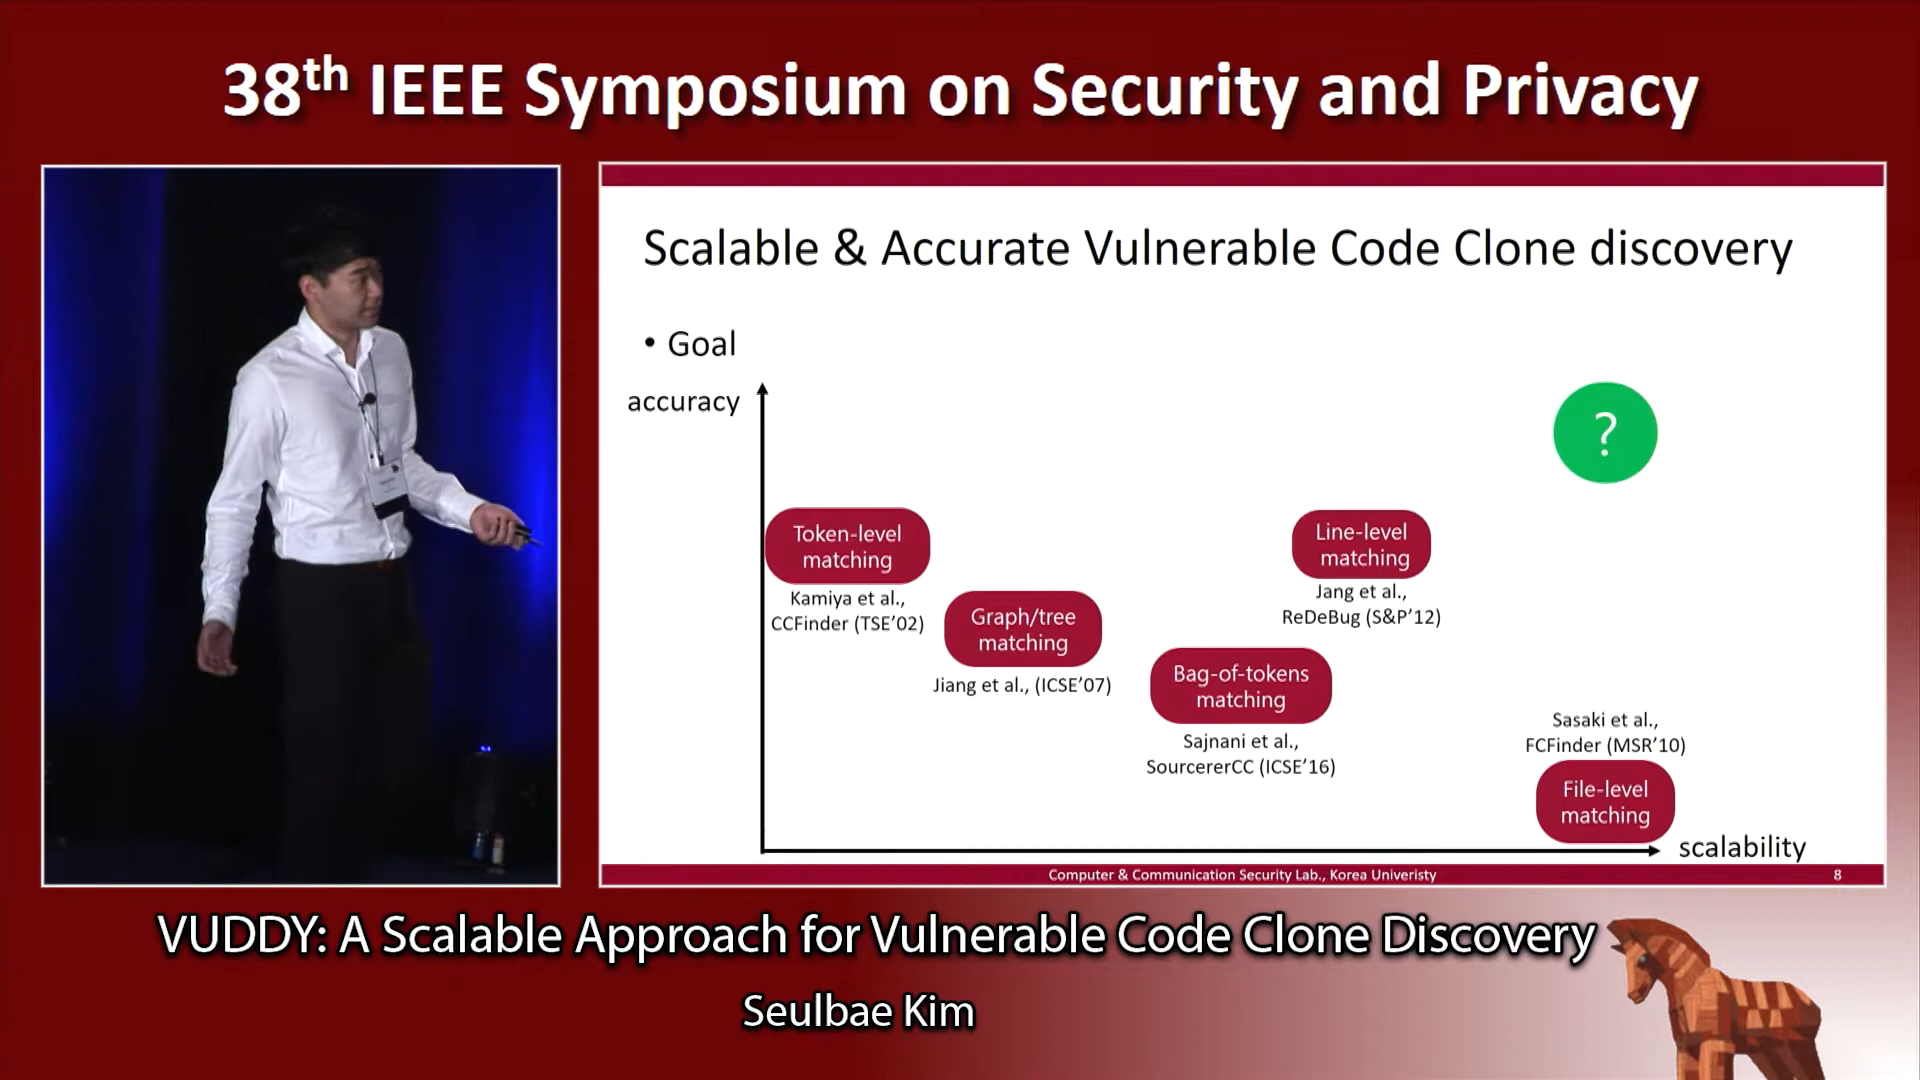 38th IEEE Symposium on Security and Privacy
Scalable & Accurate Vulnerable Code Clone discovery
• Goal
accuracy
?
Token-level
matching
Kamiya et al.,
CCFinder (TSE’02)
Line-level
matching
Jang et al.,
ReDeBug (S&P’12)
Graph/tree
matching
Jiang et al., (ICSE’07)
Bag-of-tokens
matching
Sajnani et al.,
SourcererCC (ICSE’16)
Sasaki et al.,
FCFinder (MSR’10)
File-level
matching
scalability
Computer & Communication Security Lab., Korea Univeristy
8
VUDDY: A Scalable Approach for Vulnerable Code Clone Discovery
Seulbae Kim